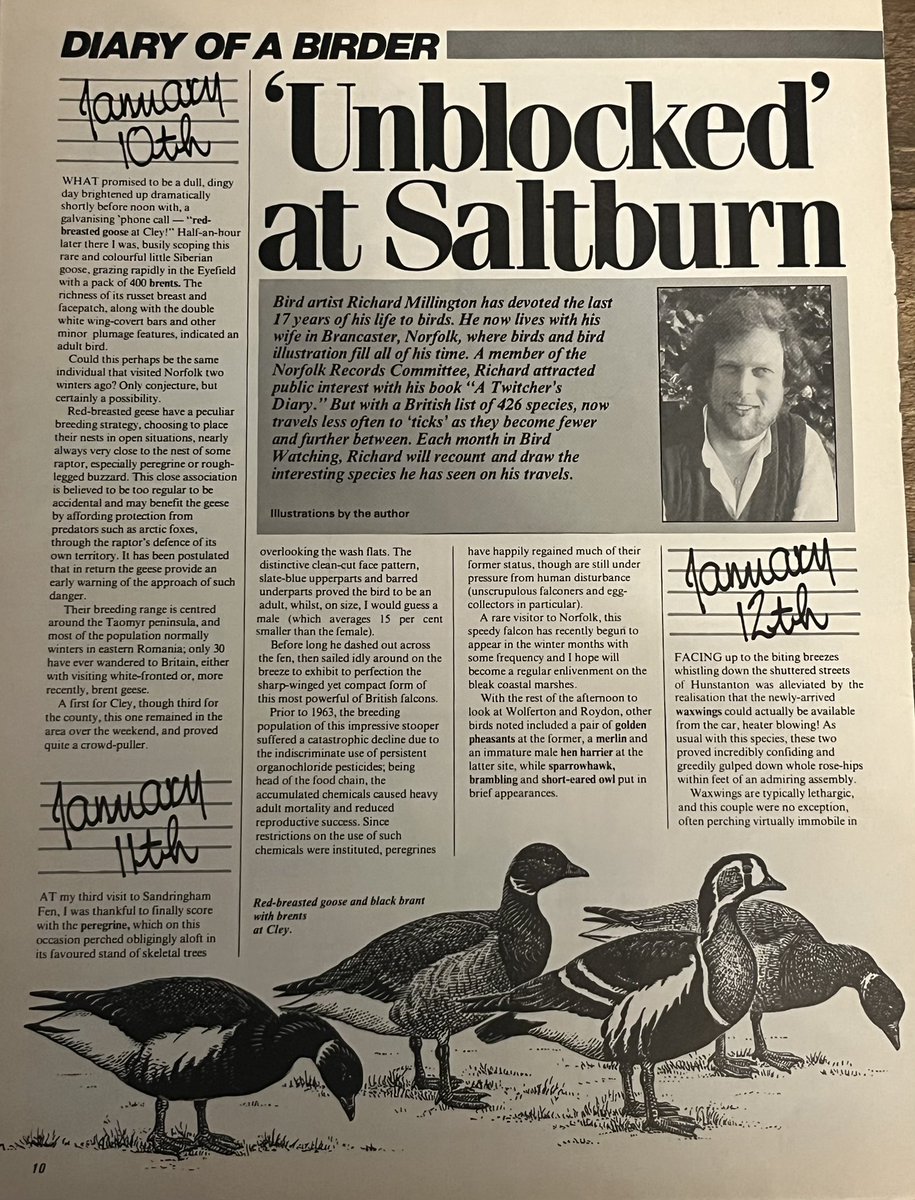 DIARY OF A BIRDER
'Unblocked'
at Saltburn
Bird artist Richard Millington has devoted the last
17 years of his life to birds. He now lives with his
wife in Brancaster, Norfolk, where birds and bird
illustration fill all of his time. A member of the
Norfolk Records Committee, Richard attracted
public interest with his book "A Twitcher's
Diary." But with a British list of 426 species, now
travels less often to 'ticks' as they become fewer
and further between. Each month in Bird
Watching, Richard will recount and draw the
interesting species he has seen on his travels.
Illustrations by the author
January
10th
WHAT promised to be a dull, dingy
day brightened up dramatically
shortly before noon with, a
galvanising 'phone call — "red-
breasted goose at Cley!" Half-an-hour
later there I was, busily scoping this
rare and colourful little Siberian
goose, grazing rapidly in the Eyefield
with a pack of 400 brents. The
richness of its russet breast and
facepatch, along with the double
white wing-covert bars and other
minor plumage features, indicated an
adult bird.
Could this perhaps be the same
individual that visited Norfolk two
winters ago? Only conjecture, but
certainly a possibility.
Red-breasted geese have a peculiar
breeding strategy, choosing to place
their nests in open situations, nearly
always very close to the nest of some
raptor, especially peregrine or rough-
legged buzzard. This close association
is believed to be too regular to be
accidental and may benefit the geese
by affording protection from
predators such as arctic foxes,
through the raptor's defence of its
own territory. It has been postulated
that in return the geese provide an
early warning of the approach of such
danger.
Their breeding range is centred
around the Taomyr peninsula, and
most of the population normally
winters in eastern Romania; only 30
have ever wandered to Britain, either
with visiting white-fronted or, more
recently, brent geese.
A first for Cley, though third for
the county, this one remained in the
area over the weekend, and proved
quite a crowd-puller.
January
11th
AT my third visit to Sandringham
Fen, I was thankful to finally score
with the peregrine, which on this
occasion perched obligingly aloft in
its favoured stand of skeletal trees
overlooking the wash flats. The
distinctive clean-cut face pattern,
slate-blue upperparts and barred
underparts proved the bird to be an
adult, whilst, on size, I would guess a
male (which averages 15 per cent
smaller than the female).
Before long he dashed out across
the fen, then sailed idly around on the
breeze to exhibit to perfection the
sharp-winged yet compact form of
this most powerful of British falcons.
Prior to 1963, the breeding
population of this impressive stooper
suffered a catastrophic decline due to
the indiscriminate use of persistent
organochloride pesticides; being
head of the food chain, the
accumulated chemicals caused heavy
adult mortality and reduced
reproductive success. Since
restrictions on the use of such
chemicals were instituted, peregrines
have happily regained much of their
former status, though are still under
pressure from human disturbance
(unscrupulous falconers and egg-
collectors in particular).
A rare visitor to Norfolk, this
speedy falcon has recently begun to
appear in the winter months with
some frequency and I hope will
become a regular enlivenment on the
bleak coastal marshes.
With the rest of the afternoon to
look at Wolferton and Roydon, other
birds noted included a pair of golden
pheasants at the former, a merlin and
an immature male hen harrier at the
latter site, while sparrowhawk,
brambling and short-eared owl put in
brief appearances.
January
12th
FACING up to the biting breezes
whistling down the shuttered streets
of Hunstanton was alleviated by the
realisation that the newly-arrived
waxwings could actually be available
from the car, heater blowing! As
usual with this species, these two
proved incredibly confiding and
greedily gulped down whole rose-hips
within feet of an admiring assembly.
Waxwings are typically lethargic,
and this couple were no exception,
often perching virtually immobile in
Red-breasted goose and black brant
with brents
at Cley.
10